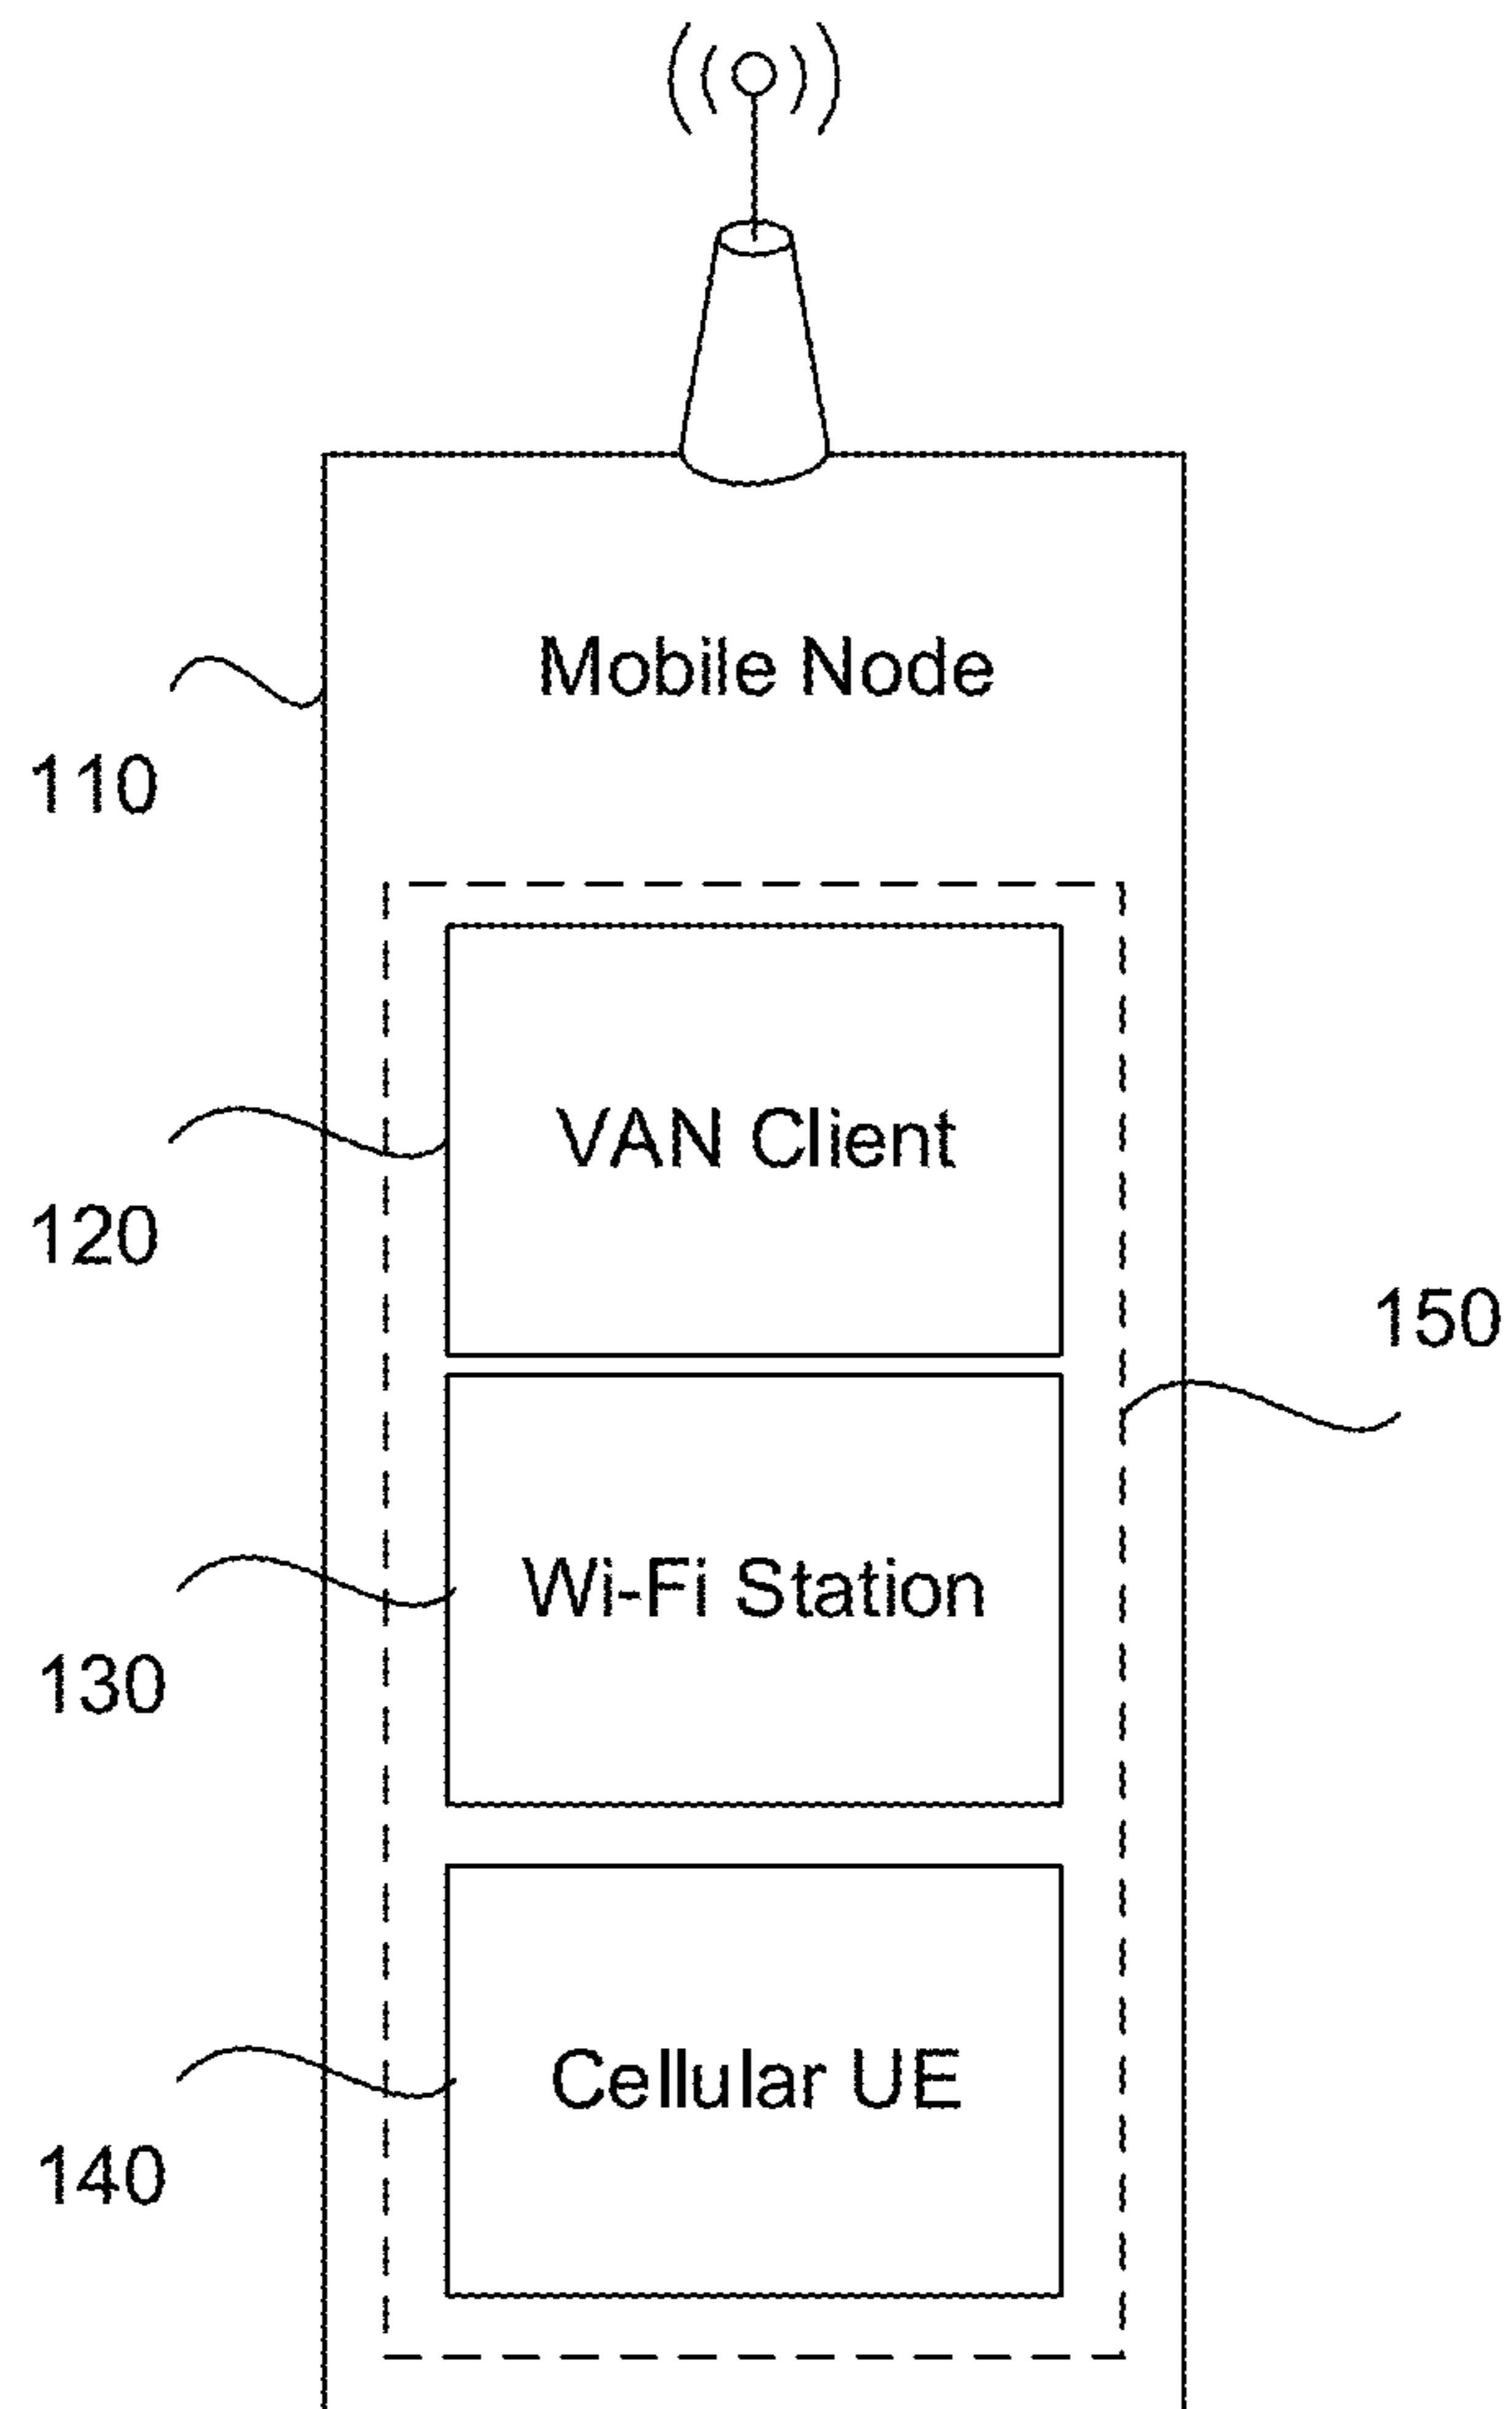 Mobile Node
110
VAN Client
120
150
Wi-Fi Station
130
Cellular UE
140